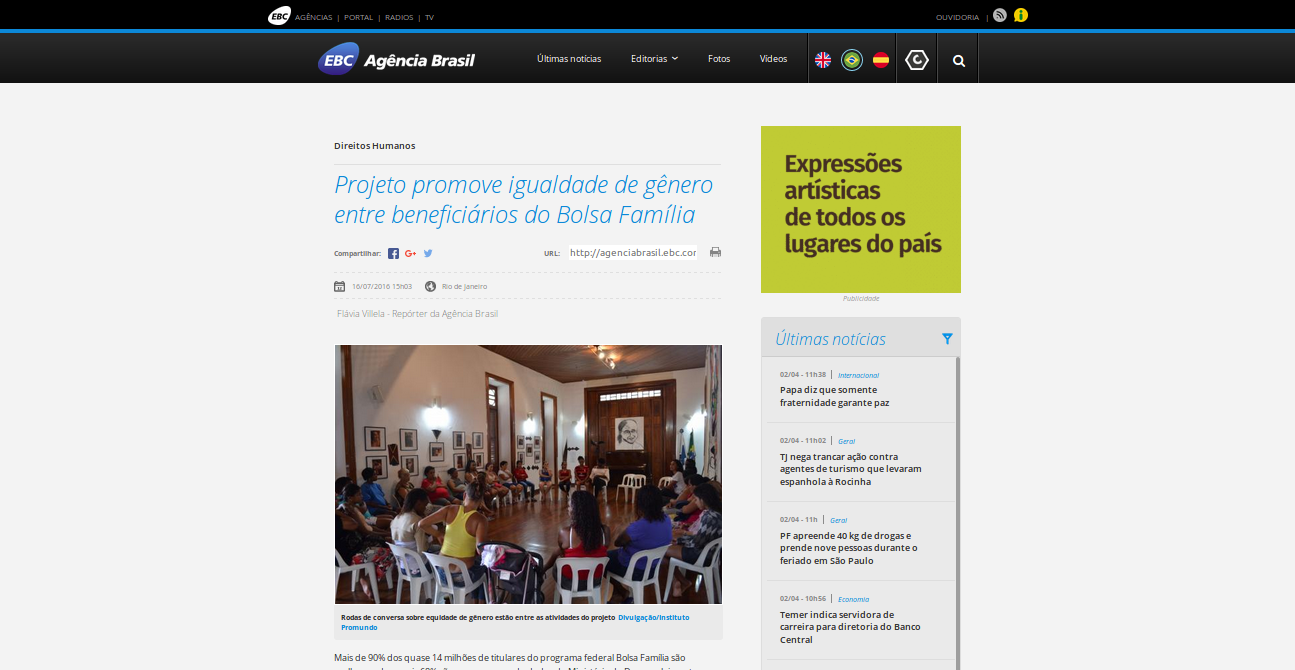 EBC AGÊNCIAS | PORTAL | RADIOS | TV OUVIDORIA |
EBC Agência Brasil Últimas notícias Editorias Fotos Vídeos
Direitos Humanos
Projeto promove igualdade de gênero
entre beneficiários do Bolsa Família
Compartilhar: URL: http://agenciabrasil.ebc.cor
16/07/2016 15h03 Rio de Janeiro
Flávia Villela - Repórter da Agência Brasil
Rodas de conversa sobre equidade de gênero estão entre as atividades do projeto Divulgação/Instituto
Promundo
Mais de 90% dos quase 14 milhões de titulares do programa federal Bolsa Família são
Expressões
artísticas
de todos os
lugares do país
Publicidade
Últimas notícias
02/04 - 11h38 | Internacional
Papa diz que somente
fraternidade garante paz
02/04 - 11h02 | Geral
TJ nega trancar ação contra
agentes de turismo que levaram
espanhola à Rocinha
02/04 - 11h | Geral
PF apreende 40 kg de drogas e
prende nove pessoas durante o
feriado em São Paulo
02/04 - 10h56 | Economia
Temer indica servidora de
carreira para diretoria do Banco
Central